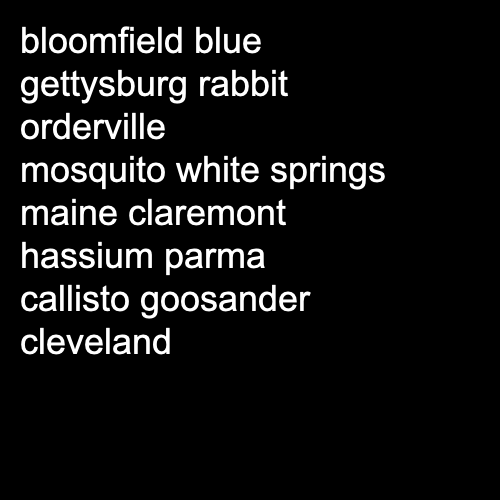 bloomfield blue
gettysburg rabbit
orderville
mosquito white springs
maine claremont
hassium parma
callisto goosander
cleveland